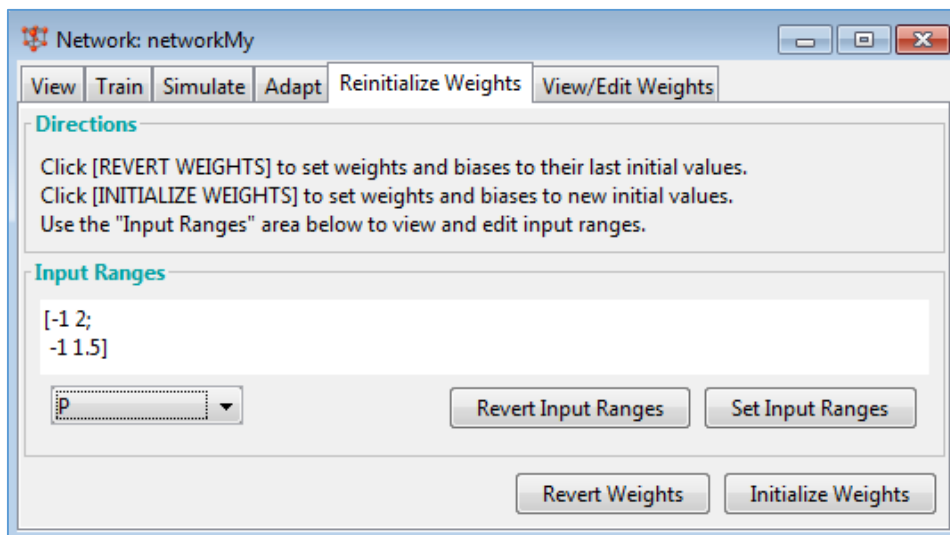 Network: networkMy
View Train Simulate Adapt Reinitialize Weights View/Edit Weights
Directions
Click [REVERT WEIGHTS] to set weights and biases to their last initial values.
Click [INITIALIZE WEIGHTS] to set weights and biases to new initial values.
Use the "Input Ranges" area below to view and edit input ranges.
Input Ranges
[-1 2;
-1 1.5]
P Revert Input Ranges Set Input Ranges
Revert Weights Initialize Weights